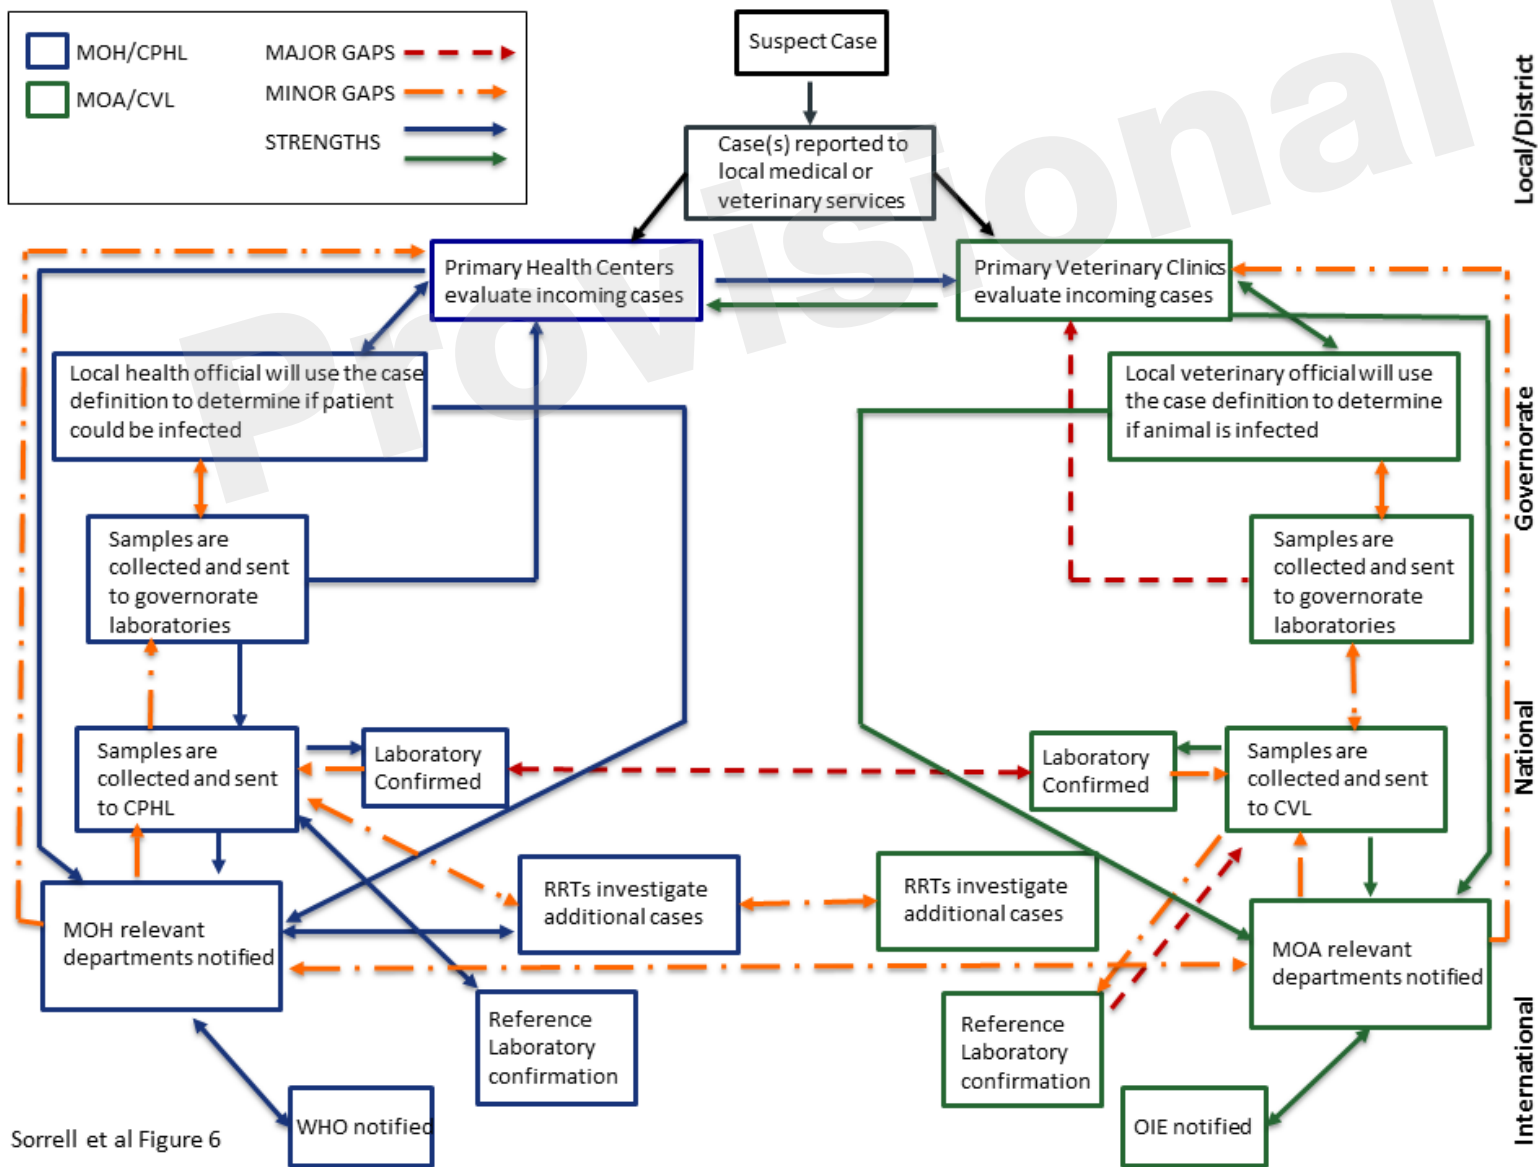 MOH/CPHL
MOA/CVL
MAJOR GAPS
MINOR GAPS
STRENGTHS
Suspect Case
Case(s) reported to
local medical or
veterinary services
Local/District
Primary Health Centers
evaluate incoming cases
Primary Veterinary Clinics
evaluate incoming cases
Local health official will use the case
definition to determine if patient
could be infected
Local veterinary official will use
the case definition to determine
if animal is infected
Governorate
Samples are
collected and sent
to governorate
laboratories
Samples are
collected and sent
to governorate
laboratories
Samples are
collected and sent
to CPHL
Laboratory
Confirmed
Laboratory
Confirmed
Samples are
collected and sent
to CVL
National
RRTs investigate
additional cases
RRTs investigate
additional cases
MOH relevant
departments notified
MOA relevant
departments notified
Reference
Laboratory
confirmation
Reference
Laboratory
confirmation
WHO notified
OIE notified
International
Sorrell et al Figure 6
Provisional